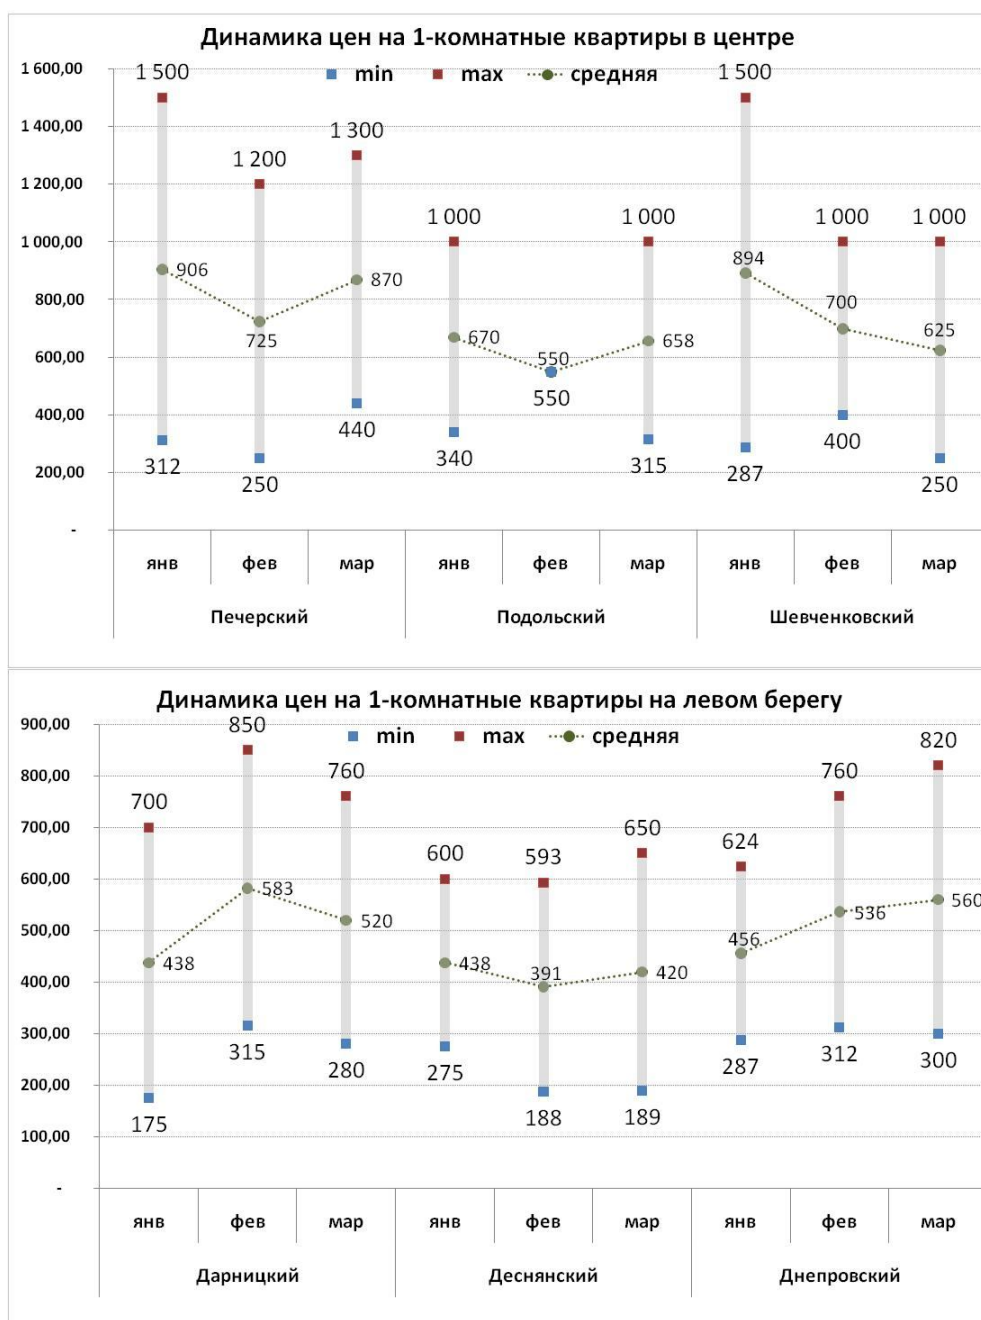 Динамика цен на 1-комнатные квартиры в центре
min max средняя
1 600,00
1 400,00
1 200,00
1 000,00
800,00
600,00
400,00
200,00
-
1 500 1 200 1 300 1 000 1 000 1 500 1 000 1 000
906 725 870 670 550 658 894 700 625
312 250 440 340 550 315 287 400 250
янв фев мар янв фев мар янв фев мар
Печерский Подольский Шевченковский
Динамика цен на 1-комнатные квартиры на левом берегу
min max средняя
900,00
800,00
700,00
600,00
500,00
400,00
300,00
200,00
100,00
-
700 850 760 600 593 650 624 760 820
438 583 520 438 391 420 456 536 560
175 315 280 275 188 189 287 312 300
янв фев мар янв фев мар янв фев мар
Дарницкий Деснянский Днепровский